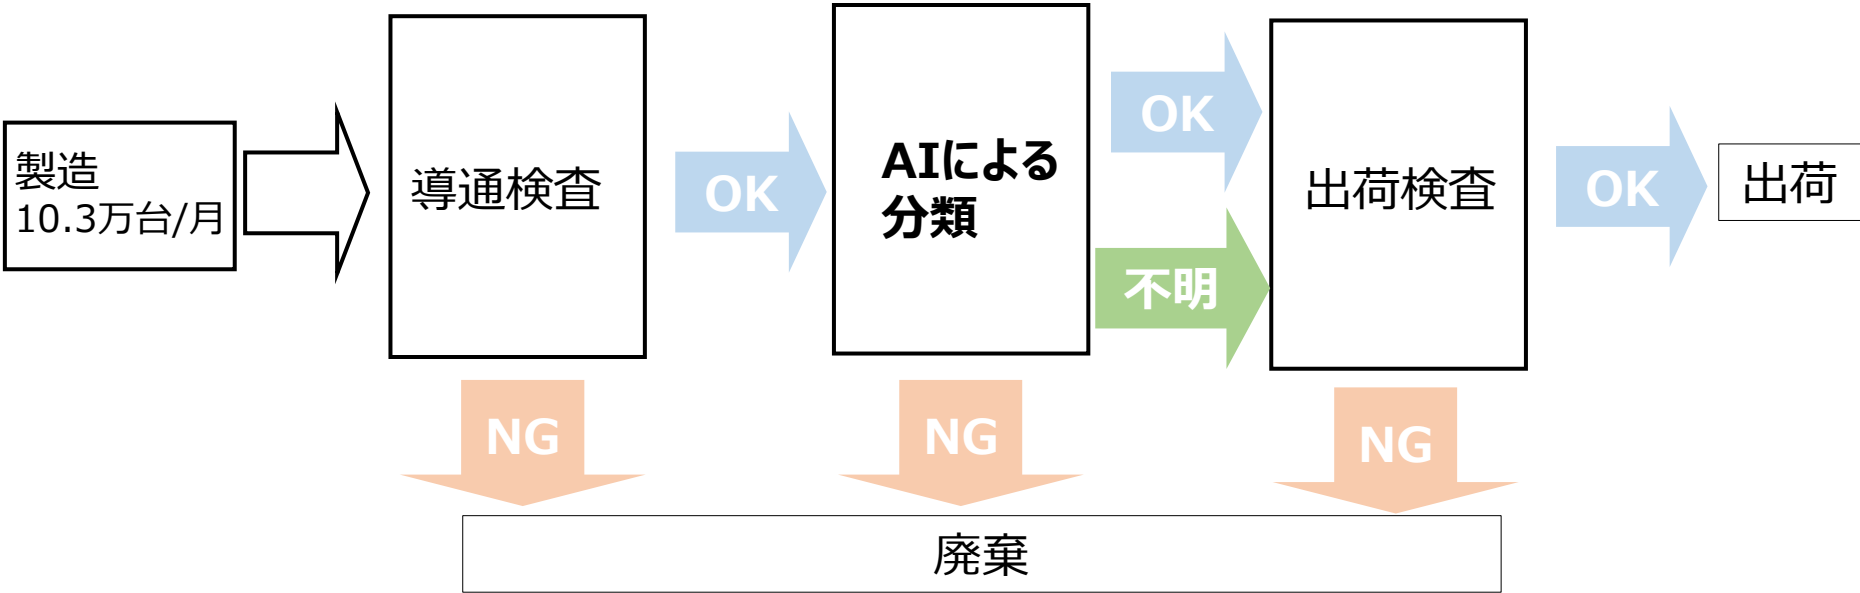 製造
10.3万台/月
導通検査
OK
AIによる
分類
OK
不明
出荷検査
OK
出荷
NG
NG
NG
廃棄